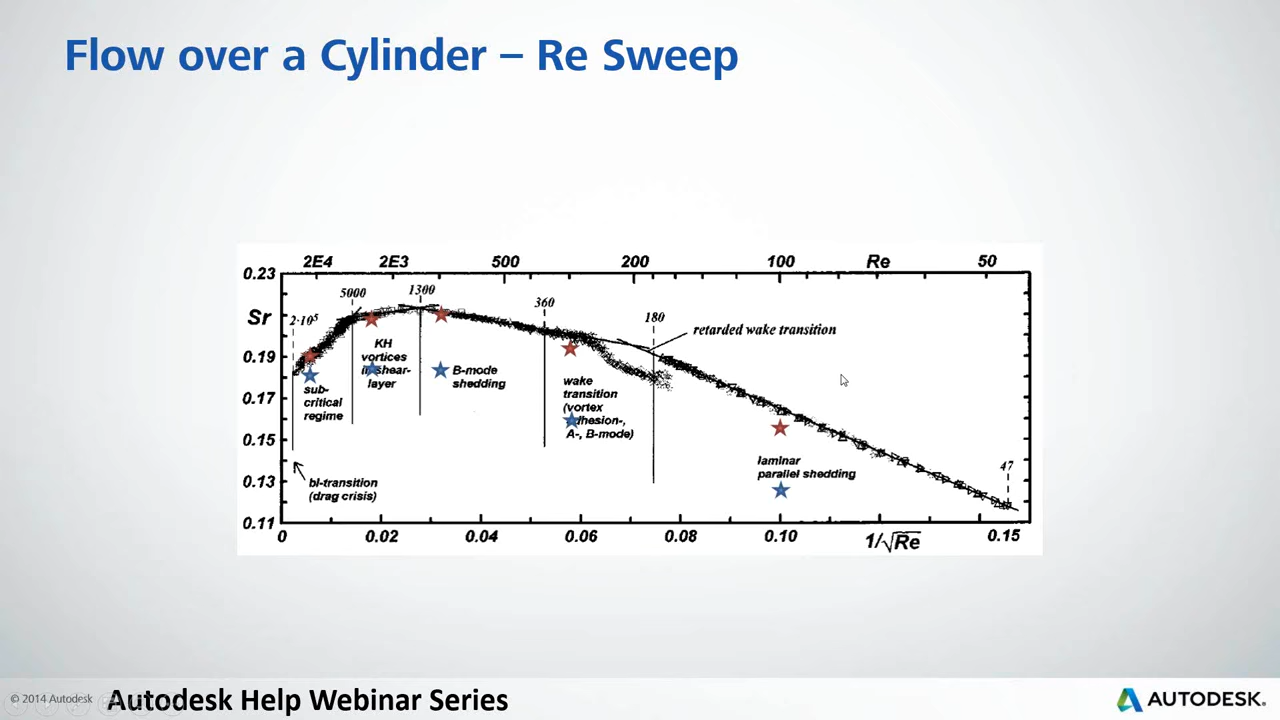 Flow over a Cylinder – Re Sweep
2E4 2E3 500 200 100 Re 50
0.23
Sr
0.19
0.17
0.15
0.13
0.11
2·10⁵
5000
1300
360
180
47
retarded wake transition
KH
vortices
in shear-
layer
B-mode
shedding
sub-
critical
regime
wake
transition
(vortex
adhesion-,
A-, B-mode)
laminar
parallel shedding
bl-transition
(drag crisis)
0 0.02 0.04 0.06 0.08 0.10 1/√Re 0.15
© 2014 Autodesk
Autodesk Help Webinar Series
AUTODESK.